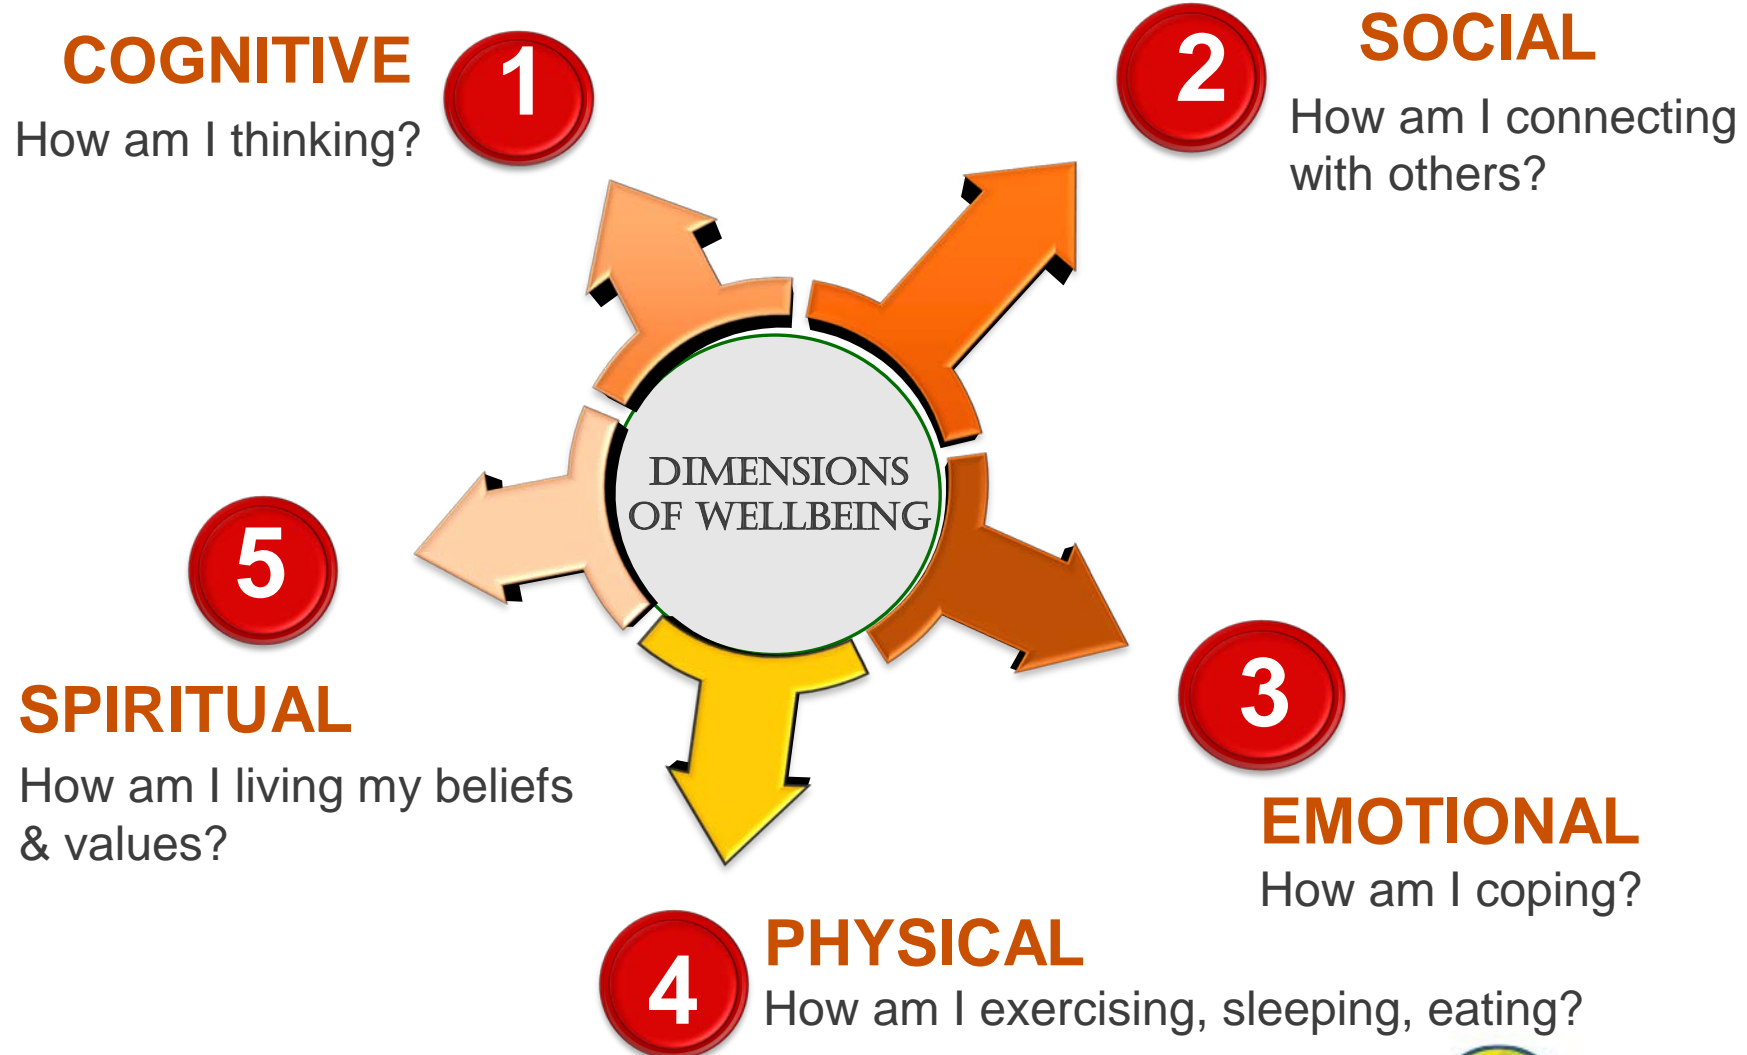 COGNITIVE
How am I thinking?
1
2
SOCIAL
How am I connecting
with others?
DIMENSIONS
OF WELLBEING
3
EMOTIONAL
How am I coping?
4
PHYSICAL
How am I exercising, sleeping, eating?
5
SPIRITUAL
How am I living my beliefs
& values?